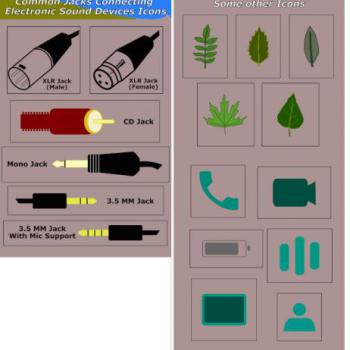 Common Jacks Connecting
Electronic Sound Devices Icons
XLR Jack
(Male)
XLR Jack
(Female)
CD Jack
Mono Jack
3.5 MM Jack
3.5 MM Jack
With Mic Support
Some other Icons